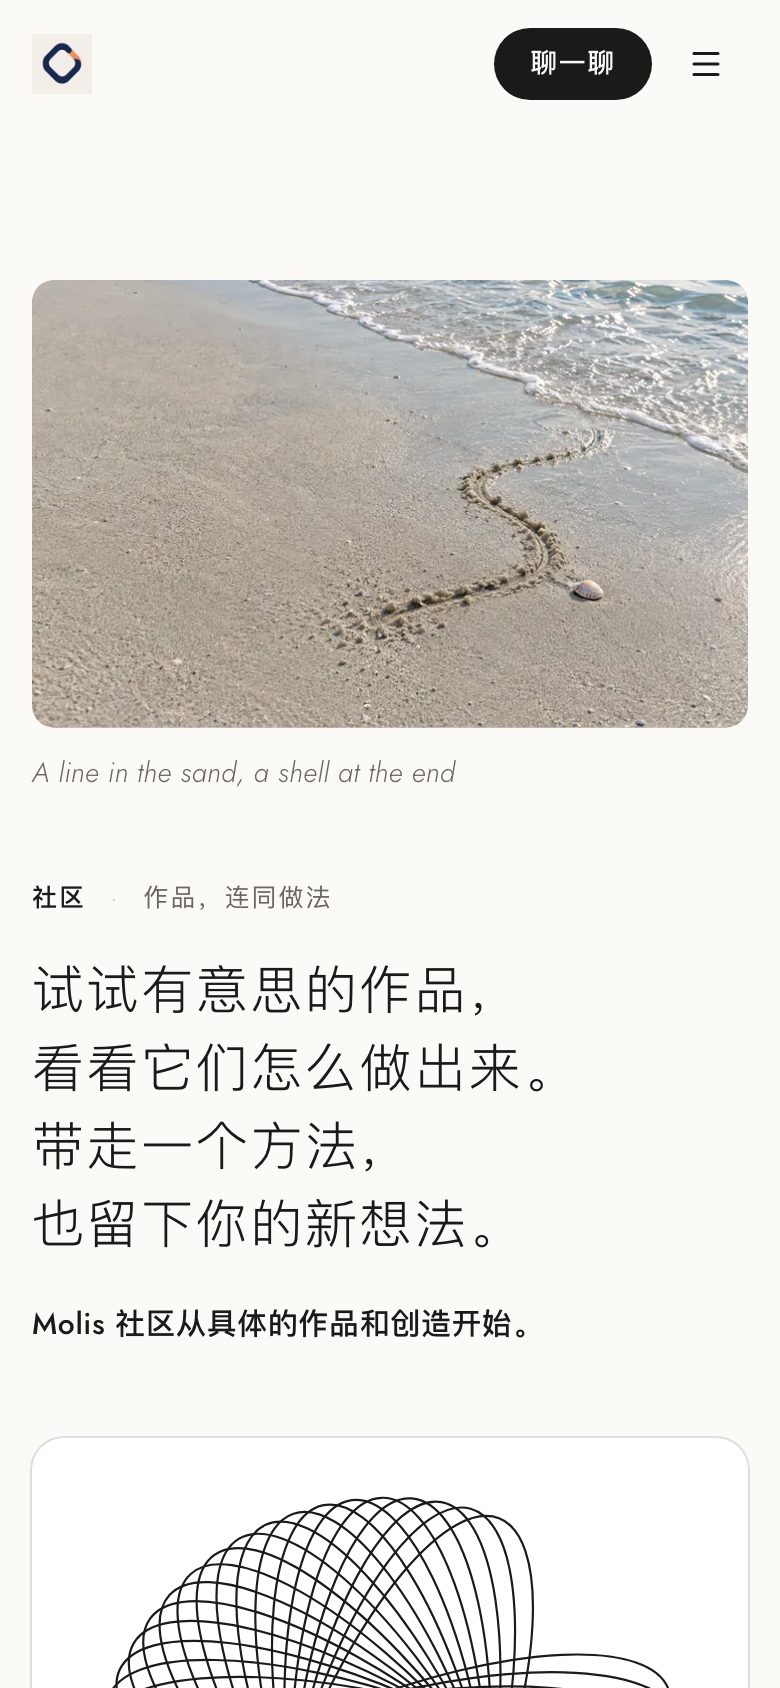 聊一聊
A line in the sand, a shell at the end
社区 · 作品，连同做法
试试有意思的作品，
看看它们怎么做出来。
带走一个方法，
也留下你的新想法。
Molis 社区从具体的作品和创造开始。